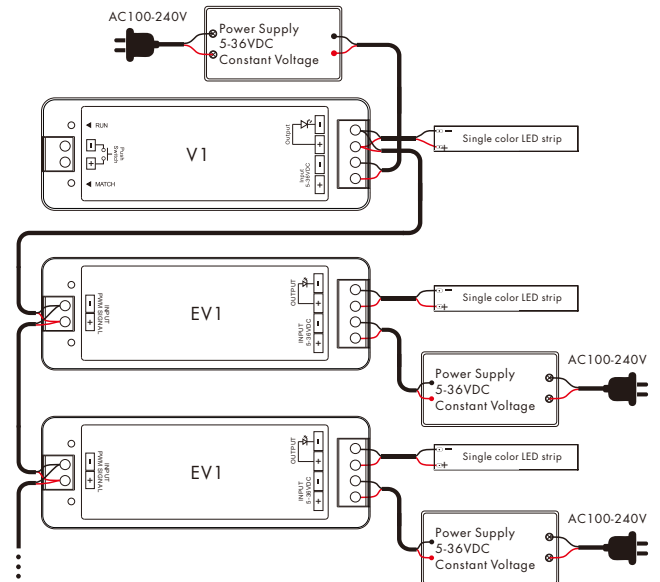 AC100-240V
Power Supply
5-36VDC
Constant Voltage
RUN
Push
Switch
-
+
MATCH
V1
Output
-
+
Input
5-36VDC
-
+
- 
+
Single color LED strip
INPUT
PWM SIGNAL
-
+
EV1
OUTPUT
-
+
INPUT
5-36VDC
-
+
-
+
Single color LED strip
Power Supply
5-36VDC
Constant Voltage
AC100-240V
INPUT
PWM SIGNAL
-
+
EV1
OUTPUT
-
+
INPUT
5-36VDC
-
+
-
+
Single color LED strip
Power Supply
5-36VDC
Constant Voltage
AC100-240V